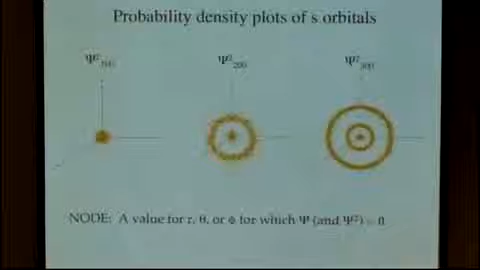 Probability density plots of s orbitals
Ψ²₁₀₀ Ψ²₂₀₀ Ψ²₃₀₀
NODE: A value for r, θ, or ϕ for which Ψ (and Ψ²) = 0